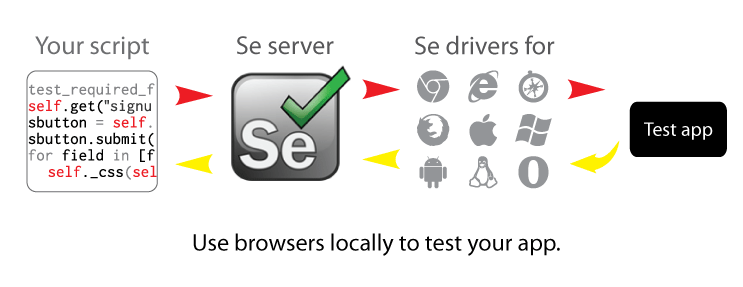 Your script
Se server
Se drivers for
test_required_f
self.get("signu
sbutton = self.
sbutton.submit(
for field in [f
self._css(sel
Se
Test app
Use browsers locally to test your app.